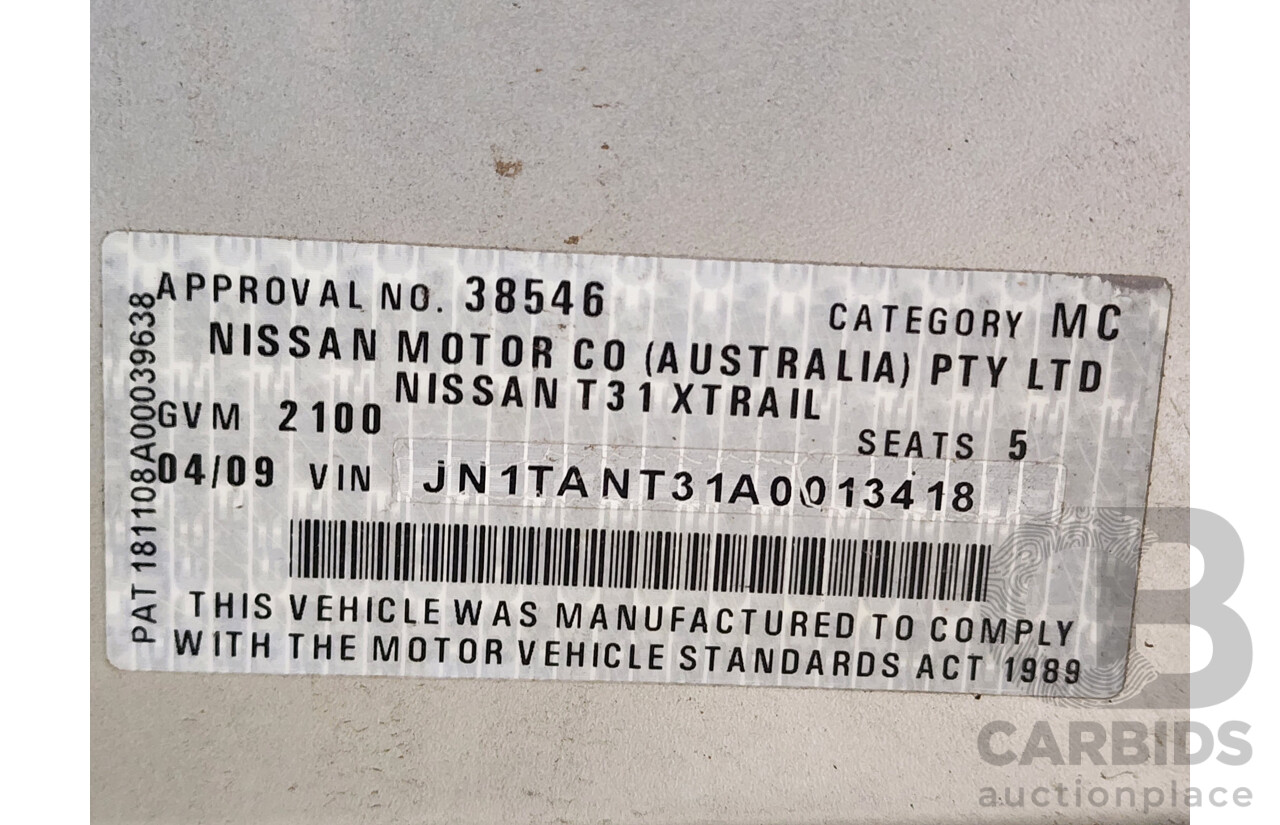 APPROVAL NO. 38546
CATEGORY MC
NISSAN MOTOR CO (AUSTRALIA) PTY LTD
NISSAN T31 XTRAIL
GVM 2100
SEATS 5
04/09 VIN JN1TANT31A0013418
THIS VEHICLE WAS MANUFACTURED TO COMPLY
WITH THE MOTOR VEHICLE STANDARDS ACT 1989
PAT 181108A00039638
CB
CARBIDS
auctionplace